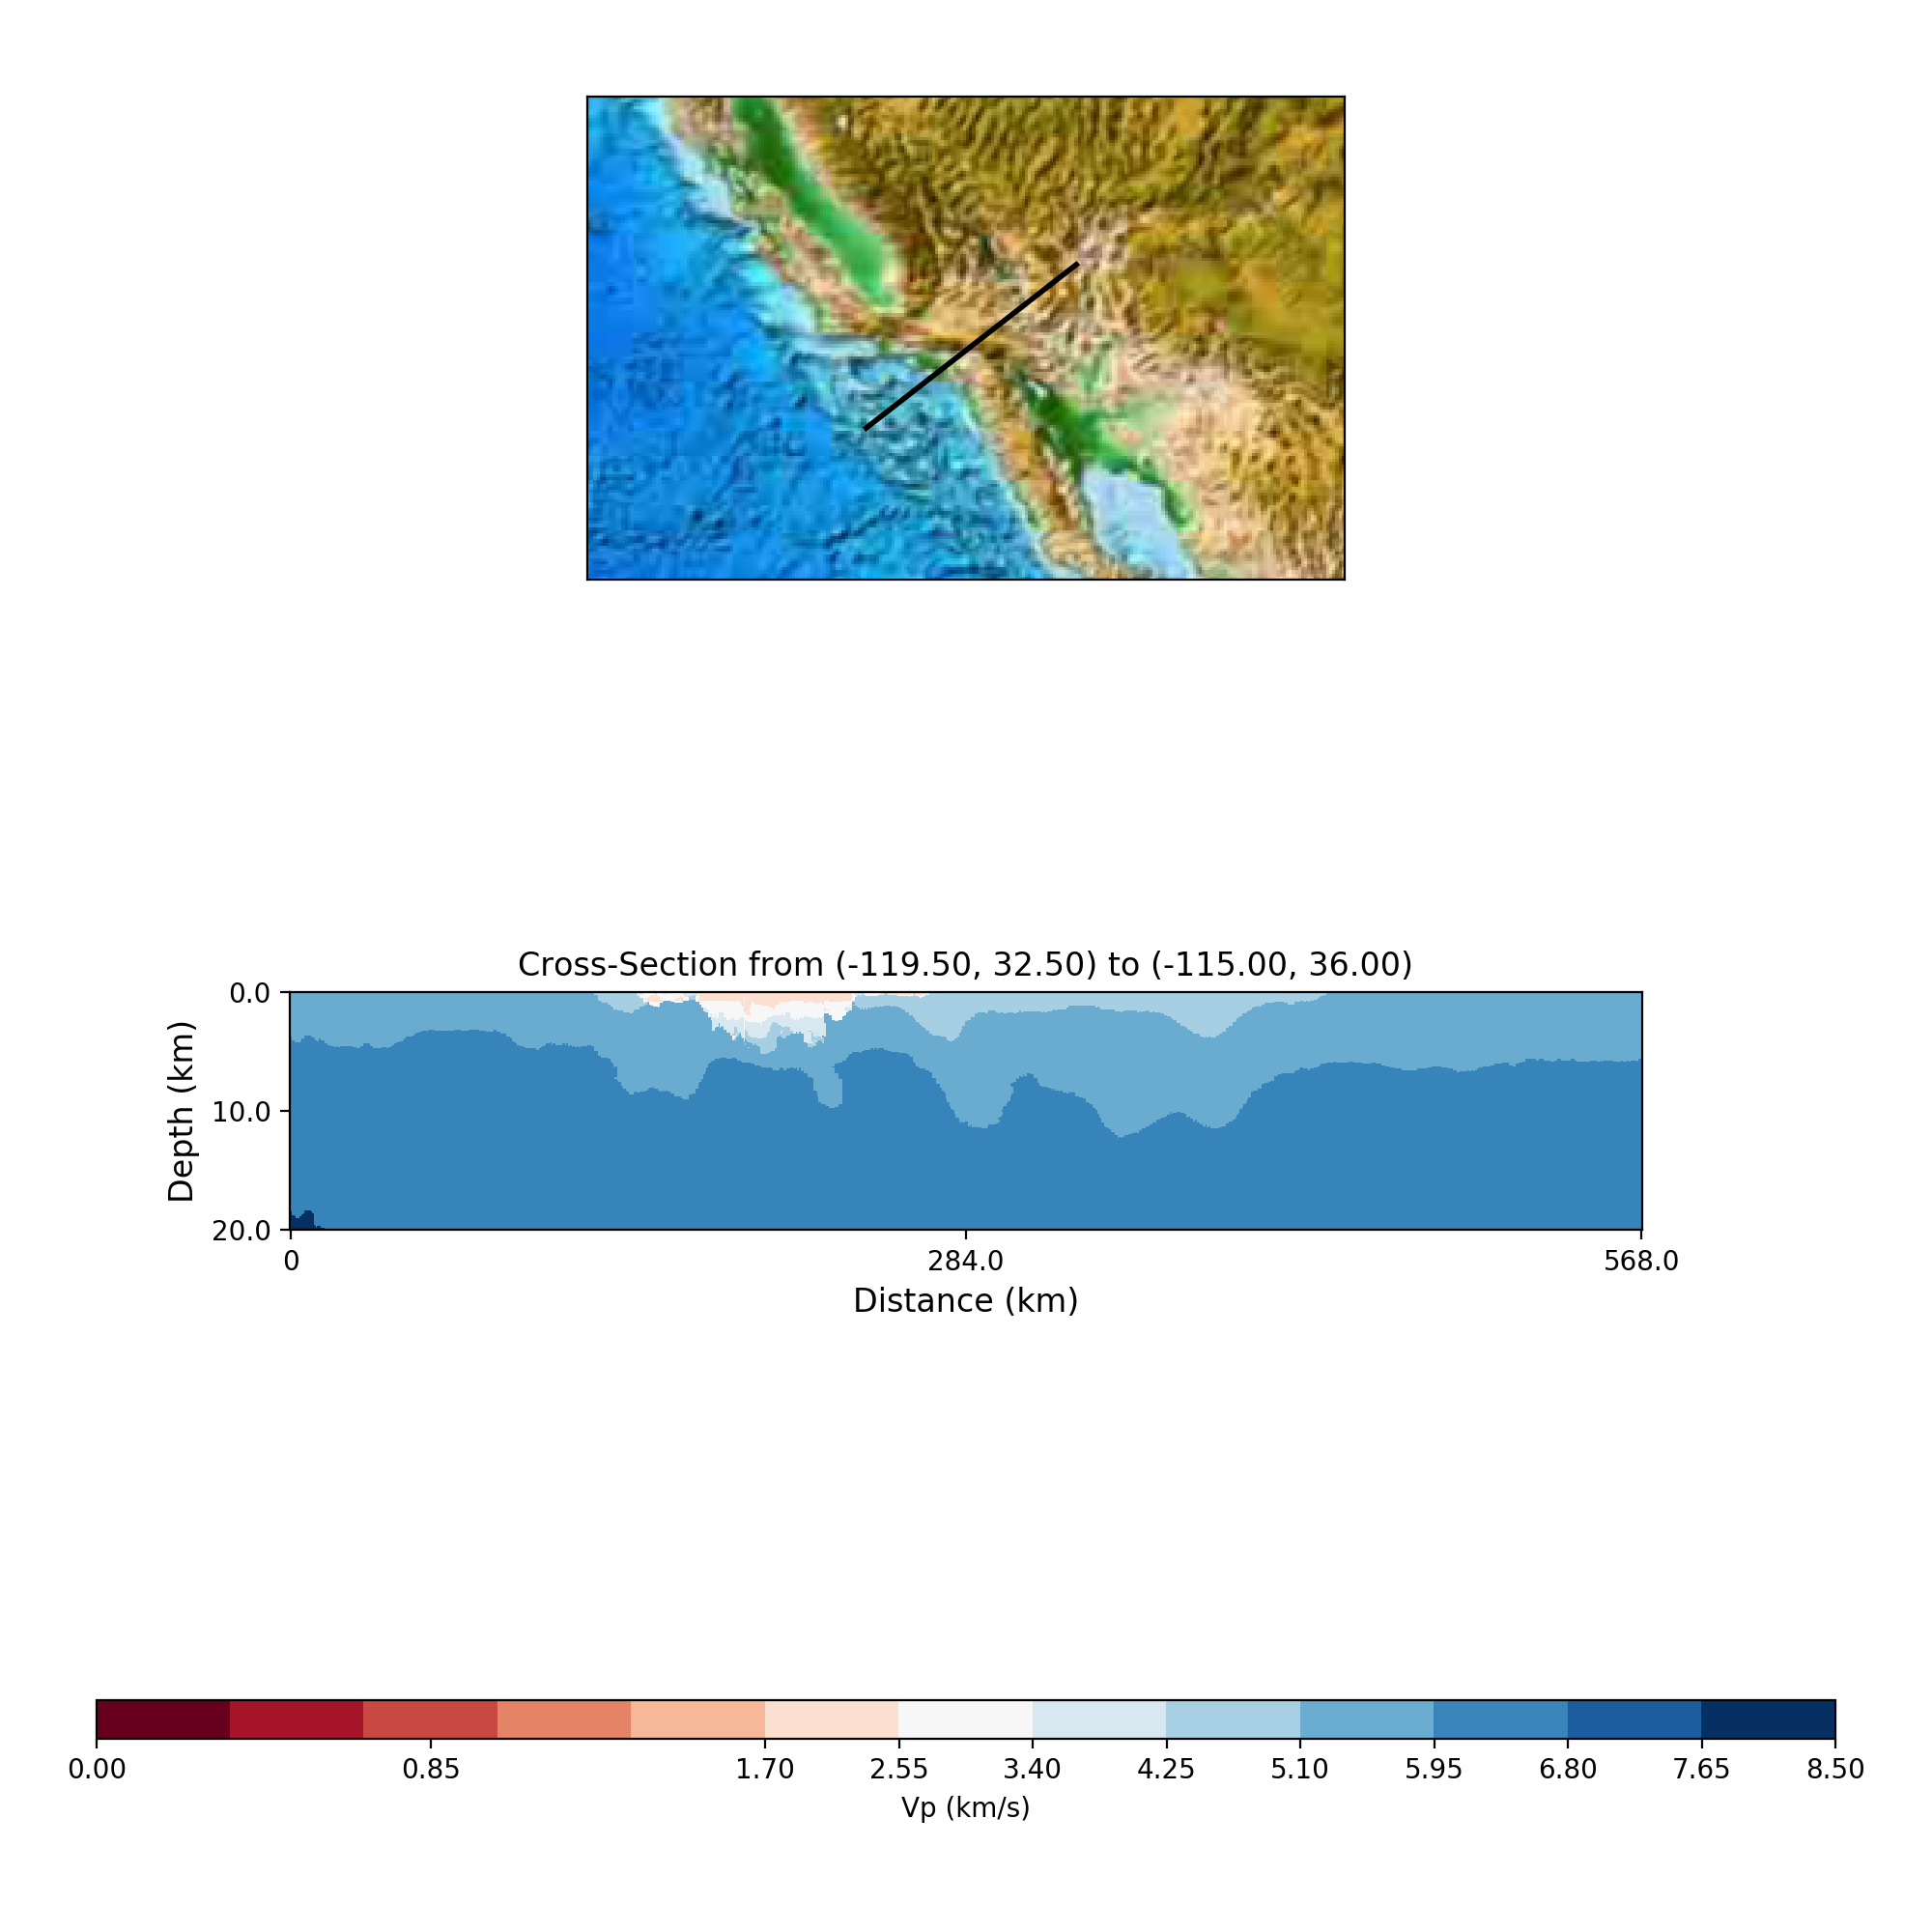 Cross-Section from (-119.50, 32.50) to (-115.00, 36.00)
0.0
10.0
20.0
Depth (km)
0 284.0 568.0
Distance (km)
0.00 0.85 1.70 2.55 3.40 4.25 5.10 5.95 6.80 7.65 8.50
Vp (km/s)